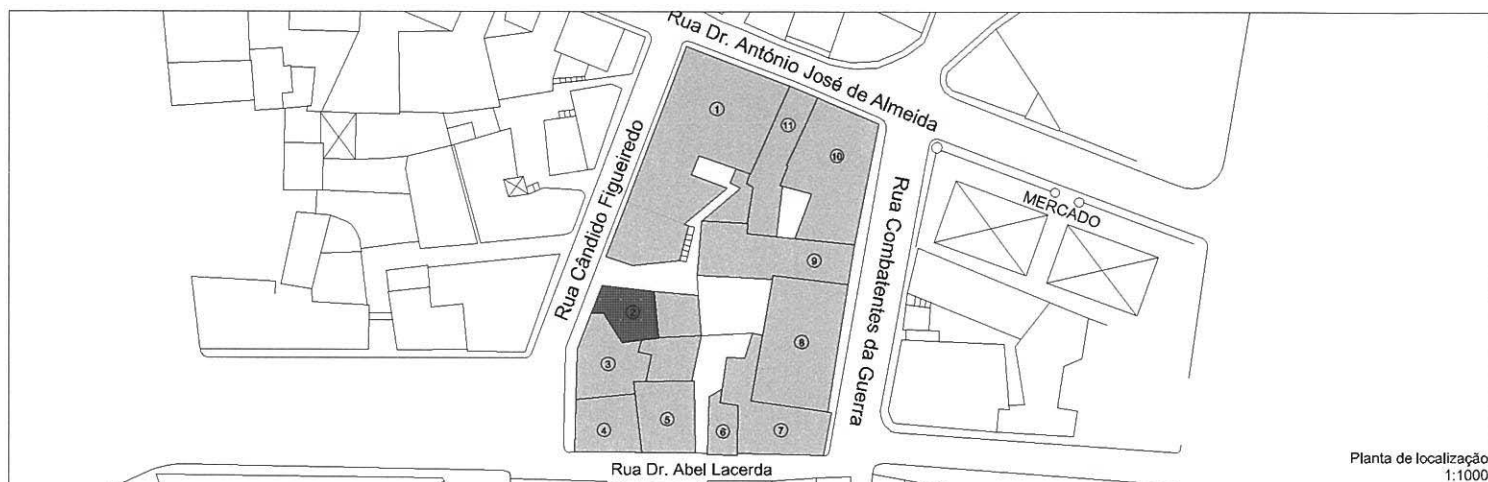 Rua Dr. António José de Almeida
1
11
10
Rua Cândido Figueiredo
Rua Combatentes da Guerra
MERCADO
9
2
8
3
5
4
6
7
Rua Dr. Abel Lacerda
Planta de localização
1:1000